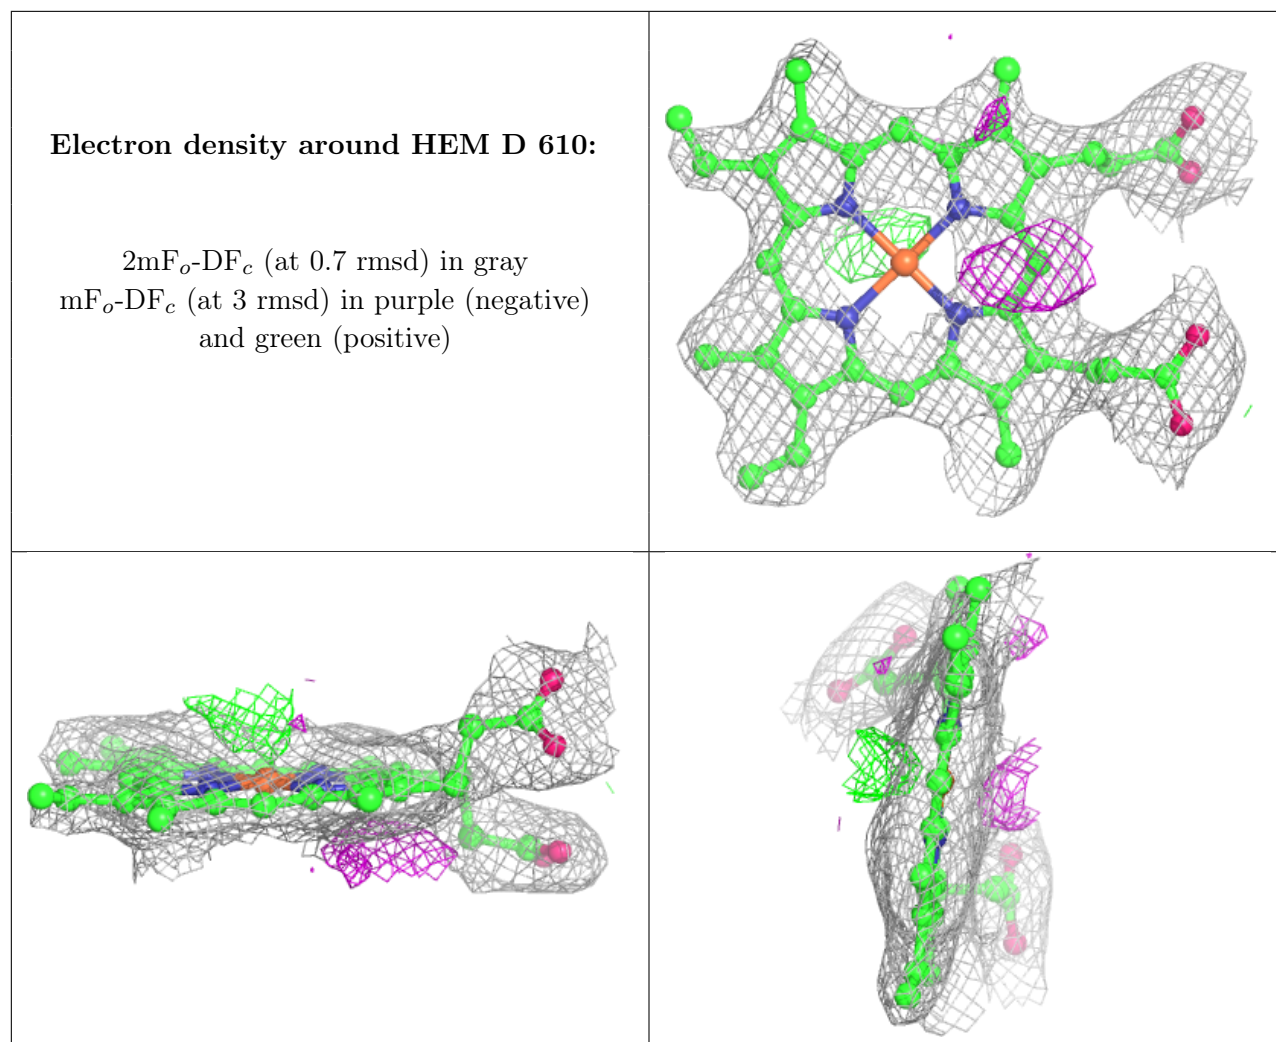 Electron density around HEM D 610:
2mFₒ-DF𝒸 (at 0.7 rmsd) in gray
mFₒ-DF𝒸 (at 3 rmsd) in purple (negative)
and green (positive)